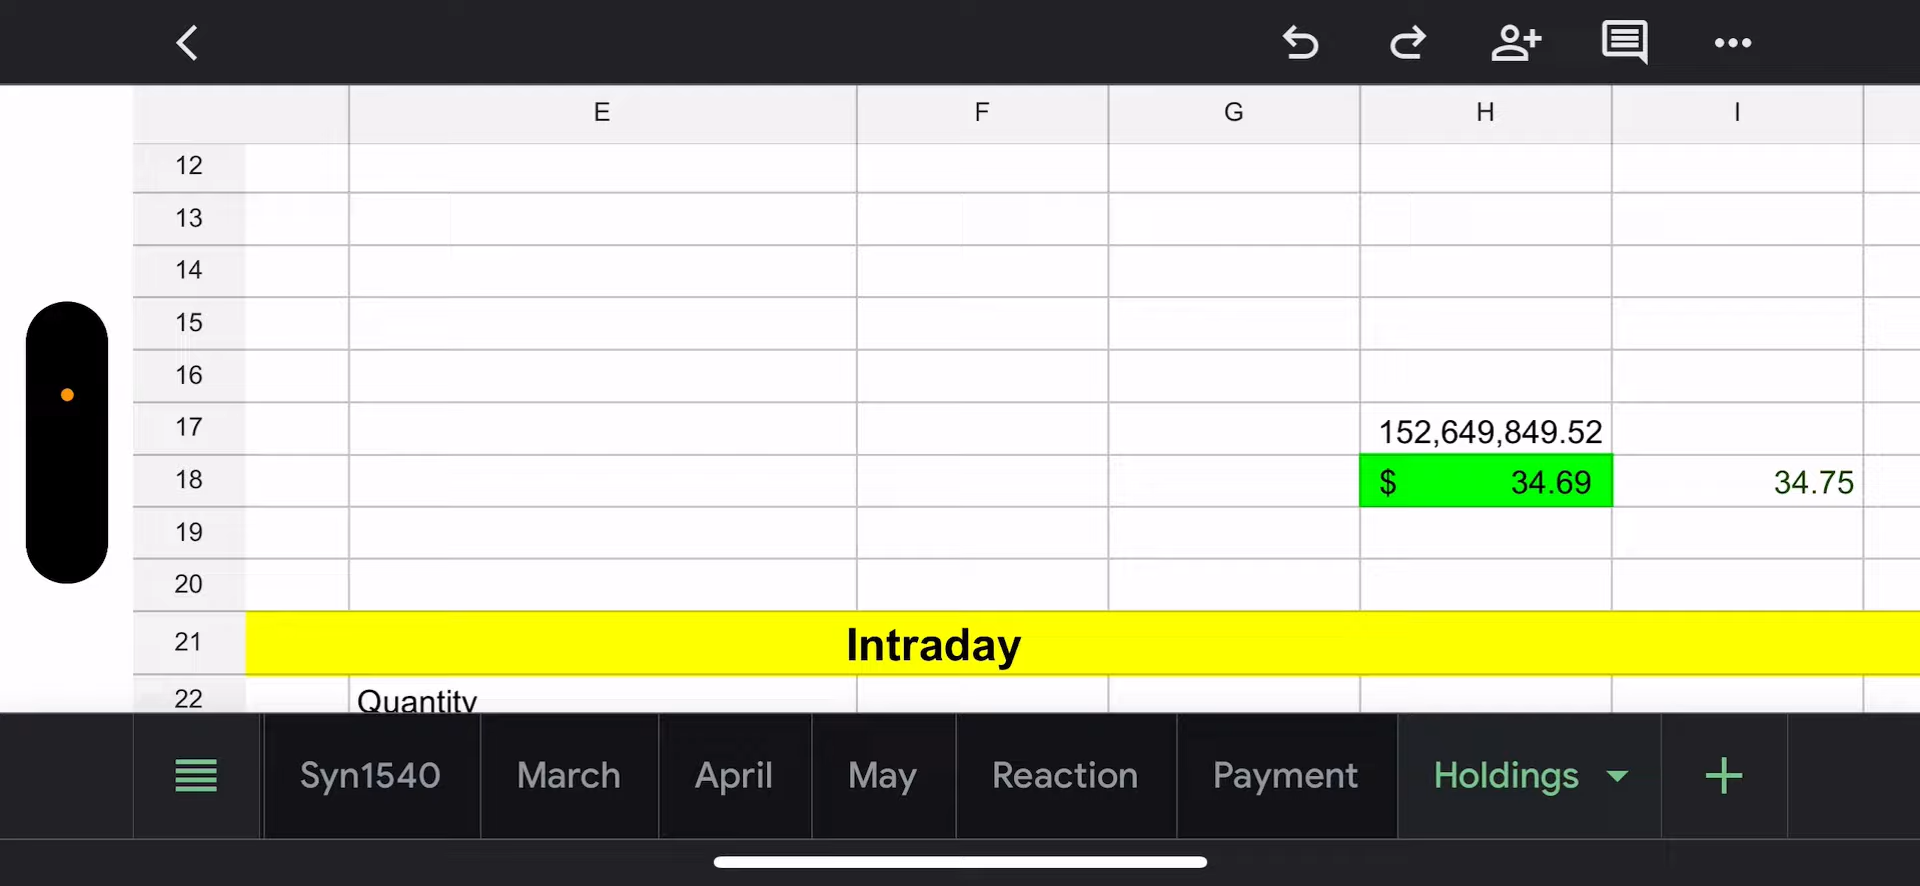 E F G H I
12
13
14
15
16
17 152,649,849.52
18 $ 34.69 34.75
19
20
21 Intraday
22 Quantity
Syn1540 March April May Reaction Payment Holdings